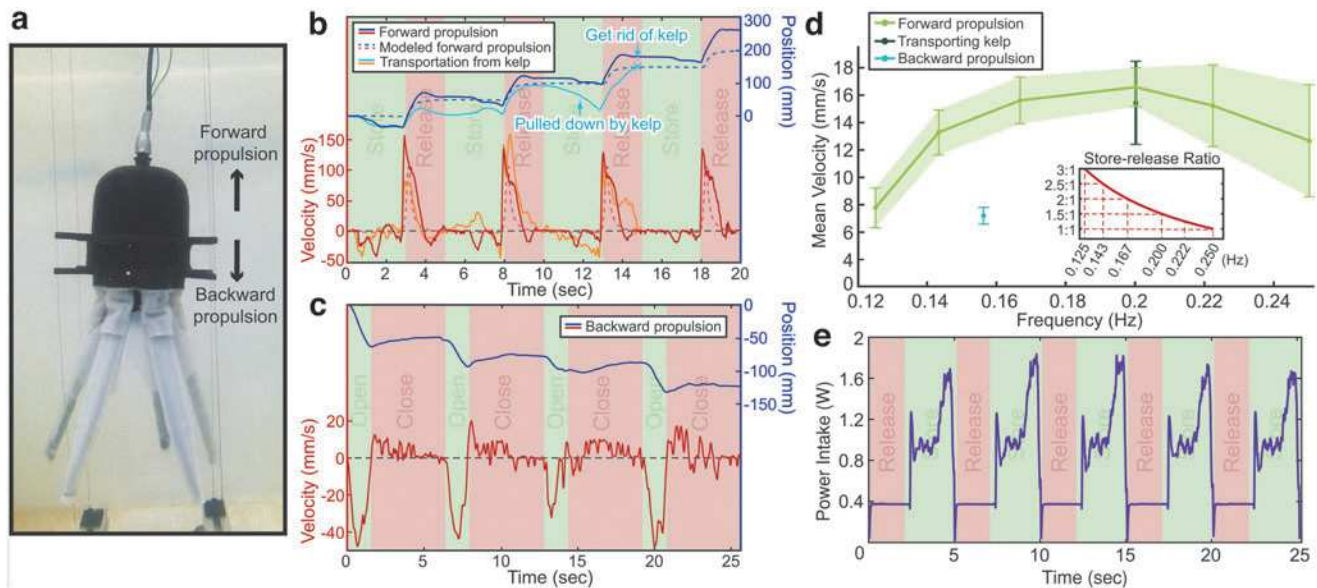 a
Forward
propulsion
Backward
propulsion
b
Forward propulsion
Modeled forward propulsion
Transportation from kelp
Get rid of kelp
Pulled down by kelp
Store
Release
Store
Release
Store
Release
Store
Release
Velocity (mm/s)
150
100
50
0
-50
Position (mm)
300
200
100
0
0 2 4 6 8 10 12 14 16 18 20
Time (sec)
c
Backward propulsion
Open
Close
Open
Close
Open
Close
Open
Close
Velocity (mm/s)
20
0
-20
-40
Position (mm)
0
-50
-100
-150
0 5 10 15 20 25
Time (sec)
d
Forward propulsion
Transporting kelp
Backward propulsion
Mean Velocity (mm/s)
18
16
14
12
10
8
6
4
2
0
0.12 0.14 0.16 0.18 0.2 0.22 0.24
Frequency (Hz)
Store-release Ratio
3:1
2.5:1
2:1
1.5:1
1:1
0.125 0.143 0.167 0.200 0.222 0.250 (Hz)
e
Power Intake (W)
2
1.6
1.2
0.8
0.4
Release
Store
Release
Store
Release
Store
Release
Store
Release
Store
0 5 10 15 20 25
Time (sec)